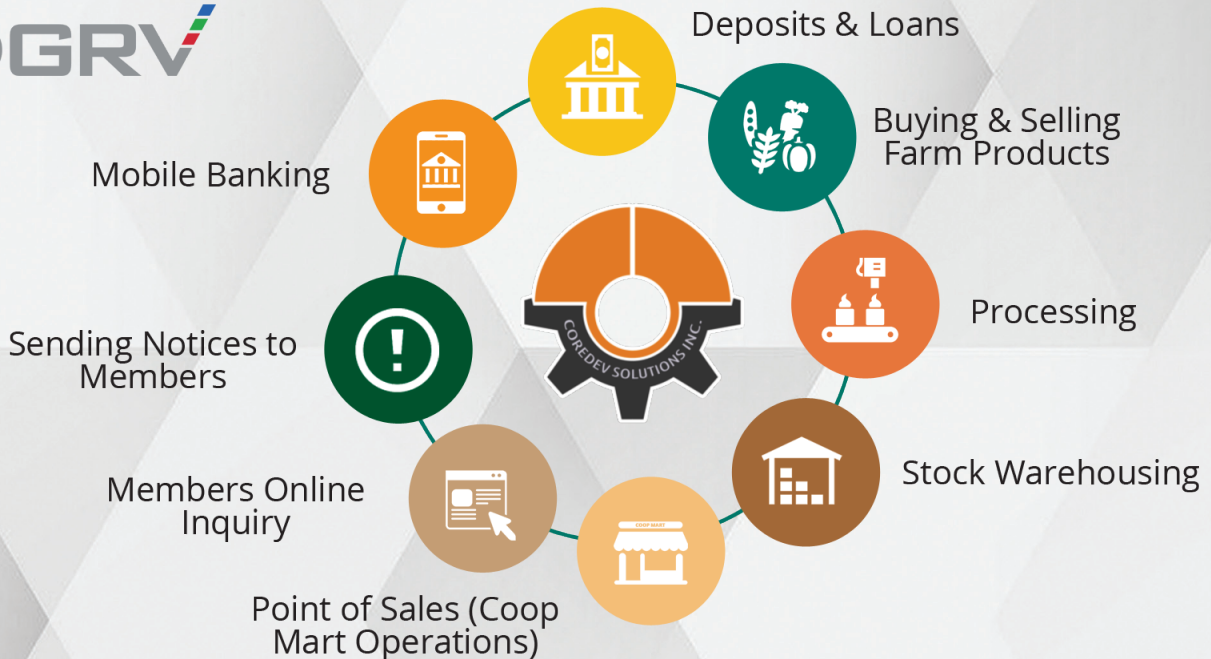 DGRV
Deposits & Loans
Buying & Selling
Farm Products
Mobile Banking
Processing
Sending Notices to
Members
COREDEV SOLUTIONS INC.
Stock Warehousing
Members Online
Inquiry
COOP MART
Point of Sales (Coop
Mart Operations)